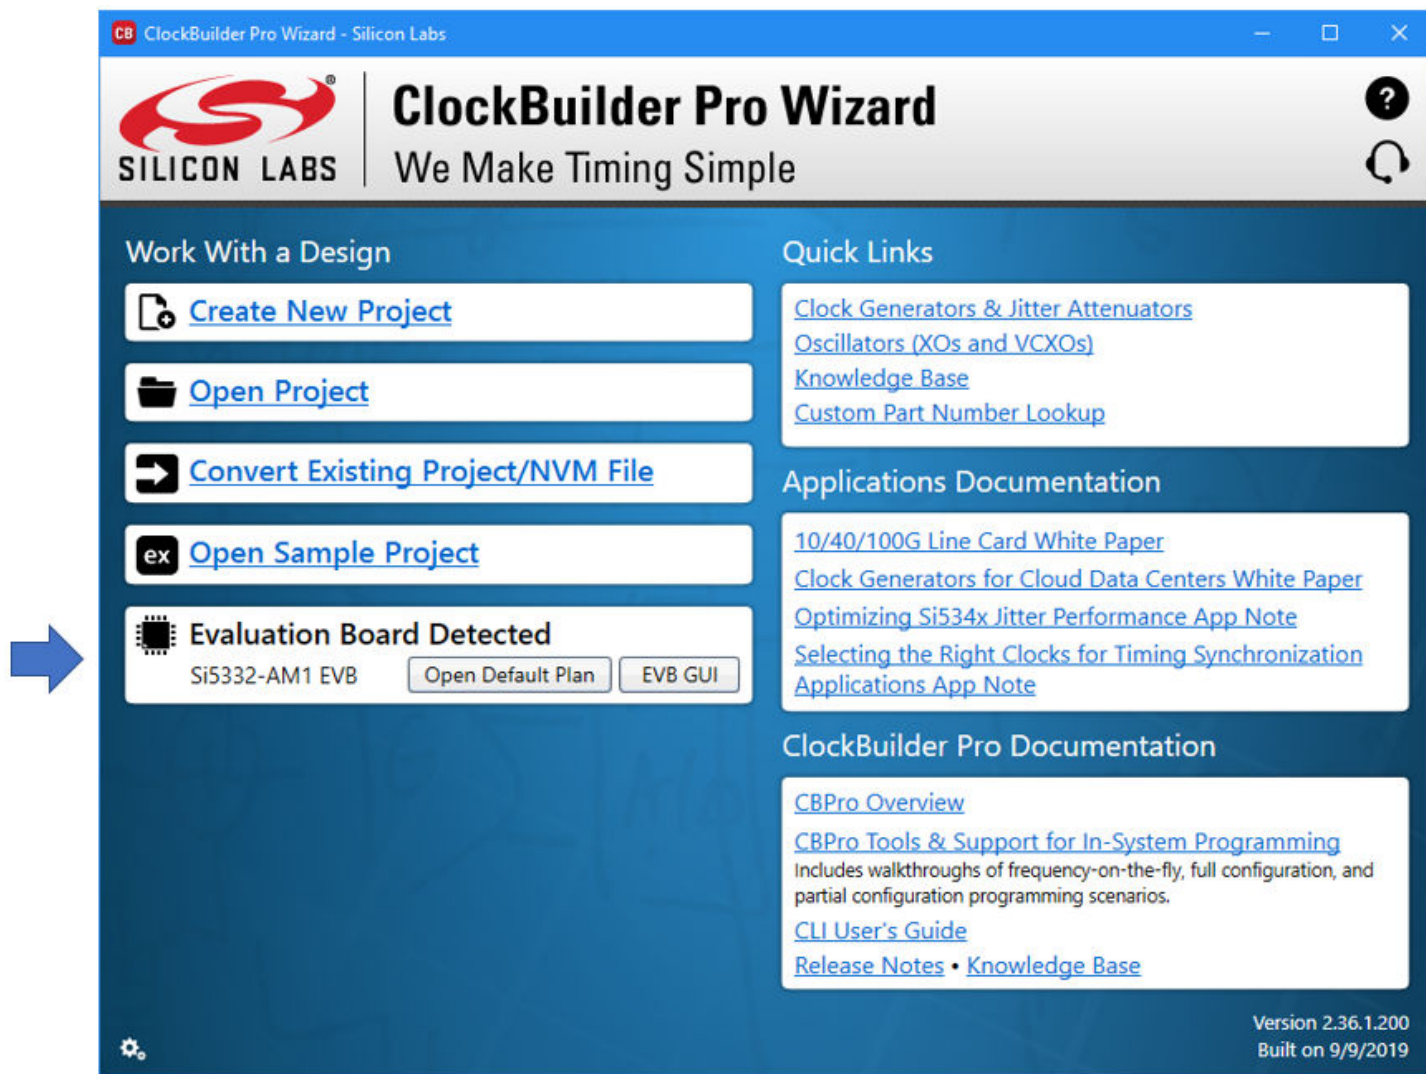 CB ClockBuilder Pro Wizard - Silicon Labs
SILICON LABS
ClockBuilder Pro Wizard
We Make Timing Simple
Work With a Design
Create New Project
Open Project
Convert Existing Project/NVM File
ex Open Sample Project
Evaluation Board Detected
Si5332-AM1 EVB Open Default Plan EVB GUI
Quick Links
Clock Generators & Jitter Attenuators
Oscillators (XOs and VCXOs)
Knowledge Base
Custom Part Number Lookup
Applications Documentation
10/40/100G Line Card White Paper
Clock Generators for Cloud Data Centers White Paper
Optimizing Si534x Jitter Performance App Note
Selecting the Right Clocks for Timing Synchronization
Applications App Note
ClockBuilder Pro Documentation
CBPro Overview
CBPro Tools & Support for In-System Programming
Includes walkthroughs of frequency-on-the-fly, full configuration, and
partial configuration programming scenarios.
CLI User's Guide
Release Notes • Knowledge Base
Version 2.36.1.200
Built on 9/9/2019